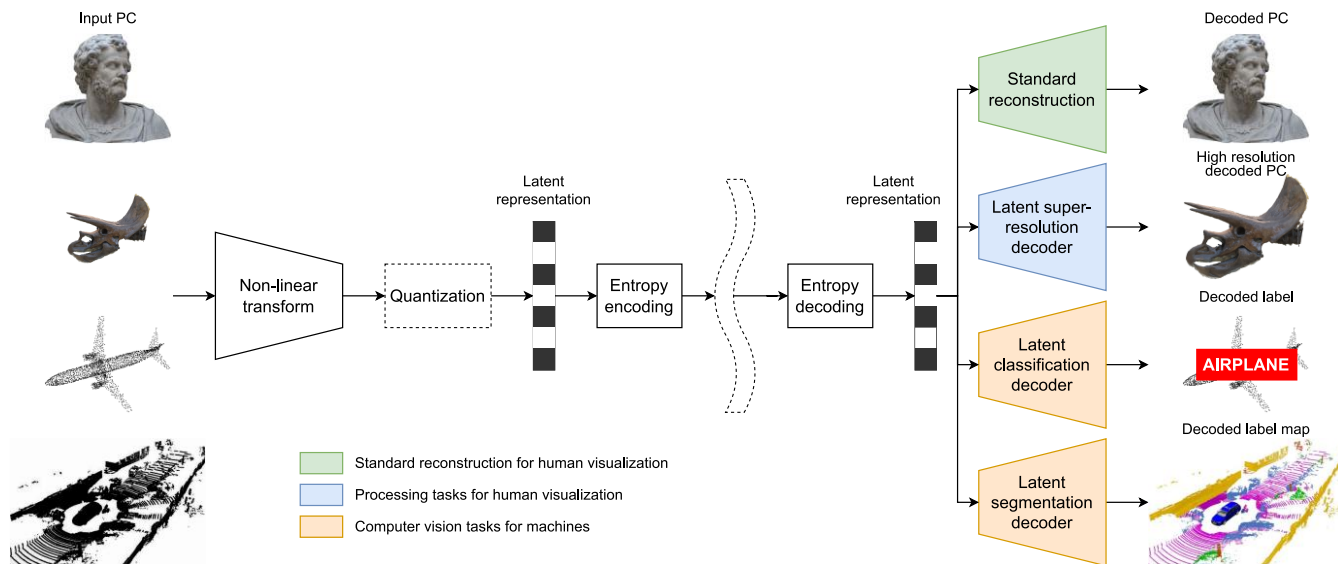 Input PC
Decoded PC
Standard
reconstruction
High resolution
decoded PC
Latent
representation
Latent
representation
Latent super-
resolution
decoder
Non-linear
transform
Quantization
Entropy
encoding
Entropy
decoding
Decoded label
Latent
classification
decoder
AIRPLANE
Decoded label map
Standard reconstruction for human visualization
Processing tasks for human visualization
Computer vision tasks for machines
Latent
segmentation
decoder